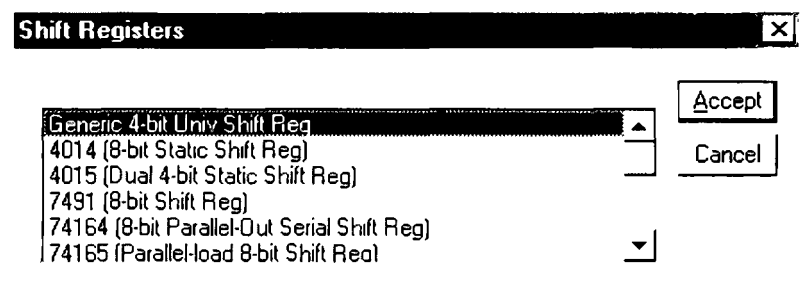 Shift Registers
Accept
Generic 4-bit Univ Shift Reg
4014 (8-bit Static Shift Reg)
Cancel
4015 (Dual 4-bit Static Shift Reg)
7491 (8-bit Shift Reg)
74164 (8-bit Parallel-Out Serial Shift Reg)
74165 (Parallel-load 8-bit Shift Reg)